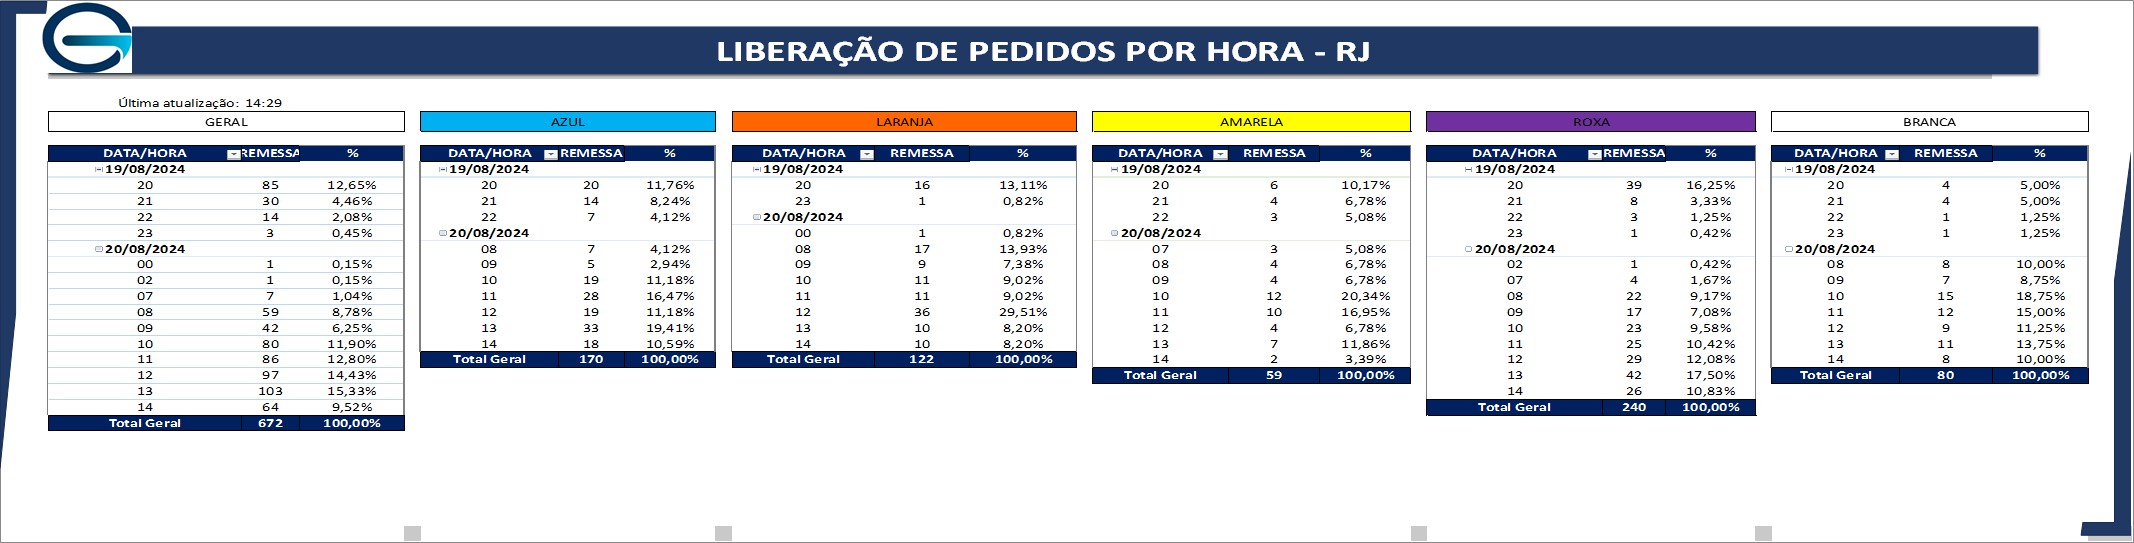 LIBERAÇÃO DE PEDIDOS POR HORA - RJ
Última atualização: 14:29
GERAL
DATA/HORA REMESSA %
19/08/2024
20 85 12,65%
21 30 4,46%
22 14 2,08%
23 3 0,45%
20/08/2024
00 1 0,15%
02 1 0,15%
07 7 1,04%
08 59 8,78%
09 42 6,25%
10 80 11,90%
11 86 12,80%
12 97 14,43%
13 103 15,33%
14 64 9,52%
Total Geral 672 100,00%
AZUL
DATA/HORA REMESSA %
19/08/2024
20 20 11,76%
21 14 8,24%
22 7 4,12%
20/08/2024
08 7 4,12%
09 5 2,94%
10 19 11,18%
11 28 16,47%
12 19 11,18%
13 33 19,41%
14 18 10,59%
Total Geral 170 100,00%
LARANJA
DATA/HORA REMESSA %
19/08/2024
20 16 13,11%
23 1 0,82%
20/08/2024
00 1 0,82%
08 17 13,93%
09 9 7,38%
10 11 9,02%
11 11 9,02%
12 36 29,51%
13 10 8,20%
14 10 8,20%
Total Geral 122 100,00%
AMARELA
DATA/HORA REMESSA %
19/08/2024
20 6 10,17%
21 4 6,78%
22 3 5,08%
20/08/2024
07 3 5,08%
08 4 6,78%
09 4 6,78%
10 12 20,34%
11 10 16,95%
12 4 6,78%
13 7 11,86%
14 2 3,39%
Total Geral 59 100,00%
ROXA
DATA/HORA REMESSA %
19/08/2024
20 39 16,25%
21 8 3,33%
22 3 1,25%
23 1 0,42%
20/08/2024
02 1 0,42%
07 4 1,67%
08 22 9,17%
09 17 7,08%
10 23 9,58%
11 25 10,42%
12 29 12,08%
13 42 17,50%
14 26 10,83%
Total Geral 240 100,00%
BRANCA
DATA/HORA REMESSA %
19/08/2024
20 4 5,00%
21 4 5,00%
22 1 1,25%
23 1 1,25%
20/08/2024
08 8 10,00%
09 7 8,75%
10 15 18,75%
11 12 15,00%
12 9 11,25%
13 11 13,75%
14 8 10,00%
Total Geral 80 100,00%